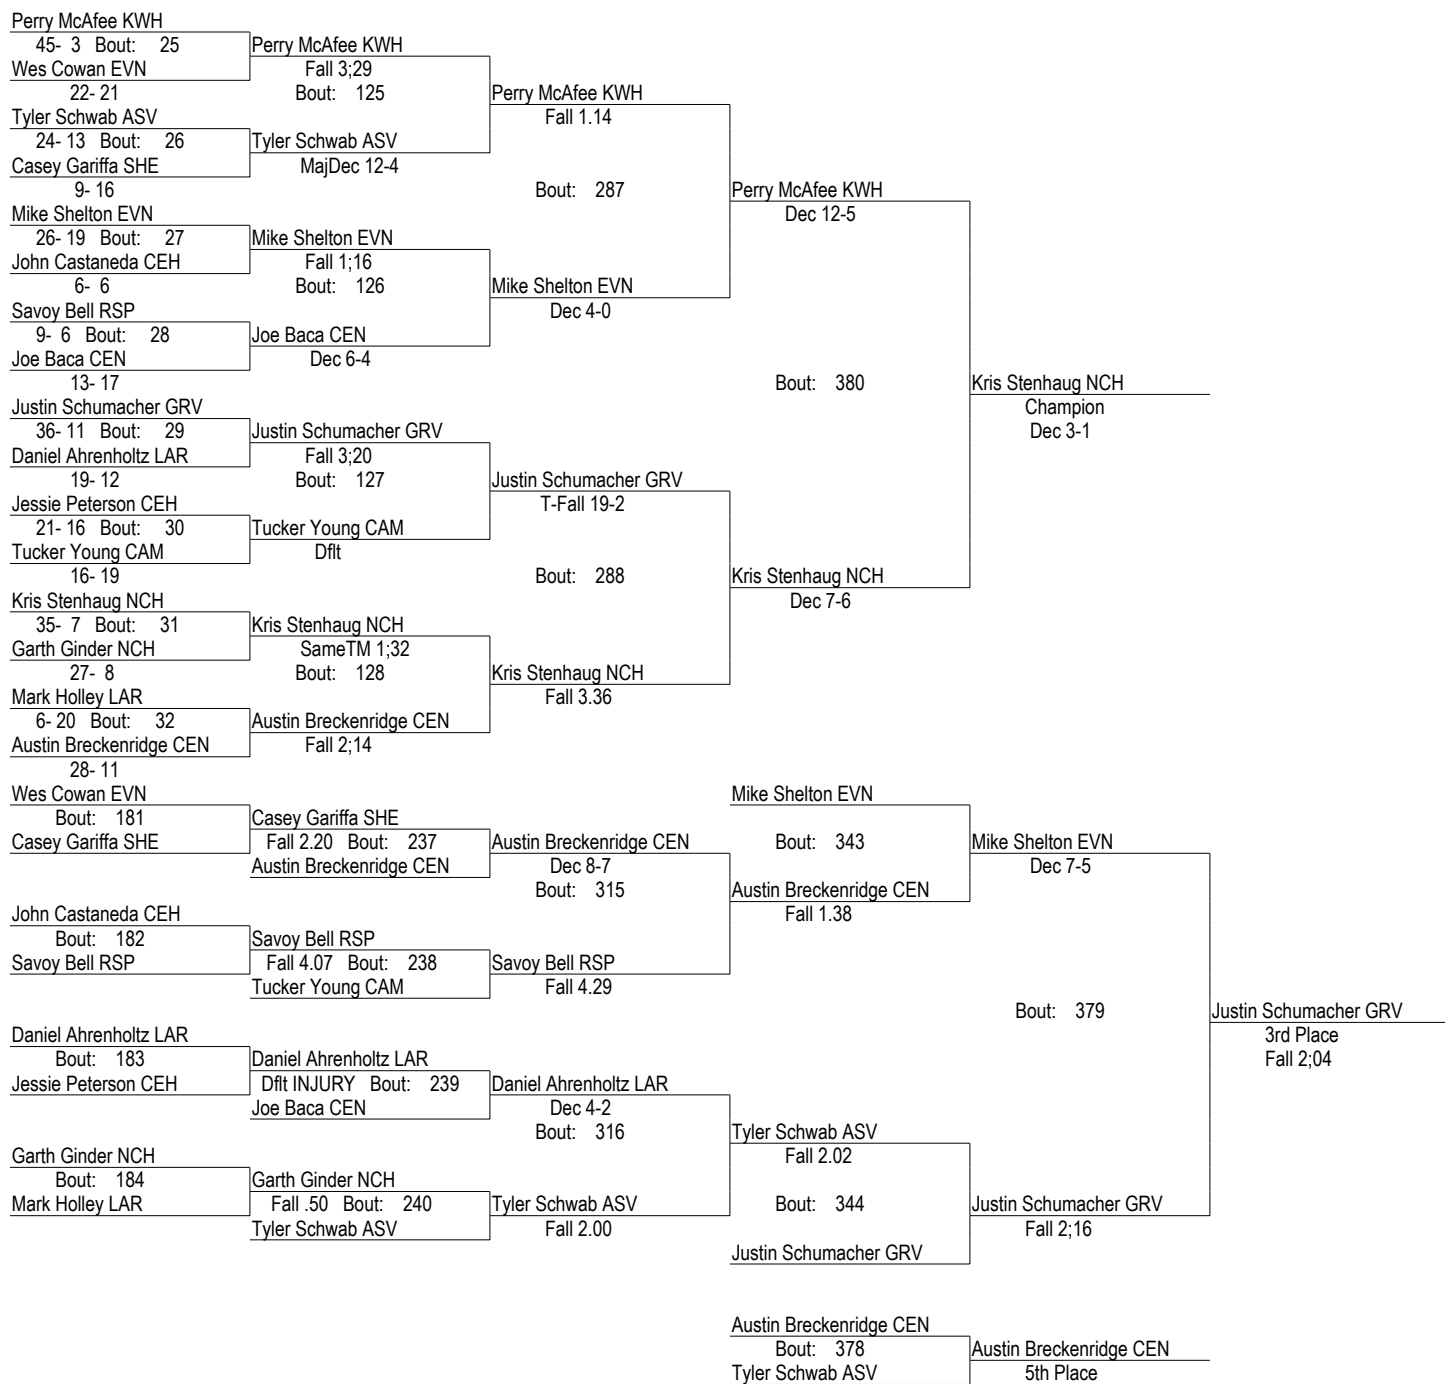 Perry McAfee KWH
45- 3 Bout: 25
Perry McAfee KWH
Wes Cowan EVN
Fall 3;29
22- 21
Bout: 125
Perry McAfee KWH
Tyler Schwab ASV
Fall 1.14
24- 13 Bout: 26
Tyler Schwab ASV
Casey Gariffa SHE
MajDec 12-4
9- 16
Bout: 287
Perry McAfee KWH
Mike Shelton EVN
Dec 12-5
26- 19 Bout: 27
Mike Shelton EVN
John Castaneda CEH
Fall 1;16
6- 6
Bout: 126
Mike Shelton EVN
Savoy Bell RSP
Dec 4-0
9- 6 Bout: 28
Joe Baca CEN
Joe Baca CEN
Dec 6-4
13- 17
Bout: 380
Kris Stenhaug NCH
Justin Schumacher GRV
Champion
36- 11 Bout: 29
Justin Schumacher GRV
Dec 3-1
Daniel Ahrenholtz LAR
Fall 3;20
19- 12
Bout: 127
Justin Schumacher GRV
Jessie Peterson CEH
T-Fall 19-2
21- 16 Bout: 30
Tucker Young CAM
Tucker Young CAM
Dflt
16- 19
Bout: 288
Kris Stenhaug NCH
Kris Stenhaug NCH
Dec 7-6
35- 7 Bout: 31
Kris Stenhaug NCH
Garth Ginder NCH
SameTM 1;32
27- 8
Bout: 128
Kris Stenhaug NCH
Mark Holley LAR
Fall 3.36
6- 20 Bout: 32
Austin Breckenridge CEN
Austin Breckenridge CEN
Fall 2;14
28- 11
Wes Cowan EVN
Mike Shelton EVN
Bout: 181
Casey Gariffa SHE
Casey Gariffa SHE
Fall 2.20 Bout: 237
Austin Breckenridge CEN
Bout: 343
Mike Shelton EVN
Austin Breckenridge CEN
Dec 8-7
Dec 7-5
Bout: 315
Austin Breckenridge CEN
John Castaneda CEH
Fall 1.38
Bout: 182
Savoy Bell RSP
Savoy Bell RSP
Fall 4.07 Bout: 238
Savoy Bell RSP
Tucker Young CAM
Fall 4.29
Bout: 379
Justin Schumacher GRV
Daniel Ahrenholtz LAR
3rd Place
Bout: 183
Daniel Ahrenholtz LAR
Fall 2;04
Jessie Peterson CEH
Dflt INJURY Bout: 239
Daniel Ahrenholtz LAR
Joe Baca CEN
Dec 4-2
Bout: 316
Tyler Schwab ASV
Garth Ginder NCH
Fall 2.02
Bout: 184
Garth Ginder NCH
Mark Holley LAR
Fall .50 Bout: 240
Tyler Schwab ASV
Bout: 344
Justin Schumacher GRV
Tyler Schwab ASV
Fall 2.00
Fall 2;16
Justin Schumacher GRV
Austin Breckenridge CEN
Bout: 378
Austin Breckenridge CEN
Tyler Schwab ASV
5th Place